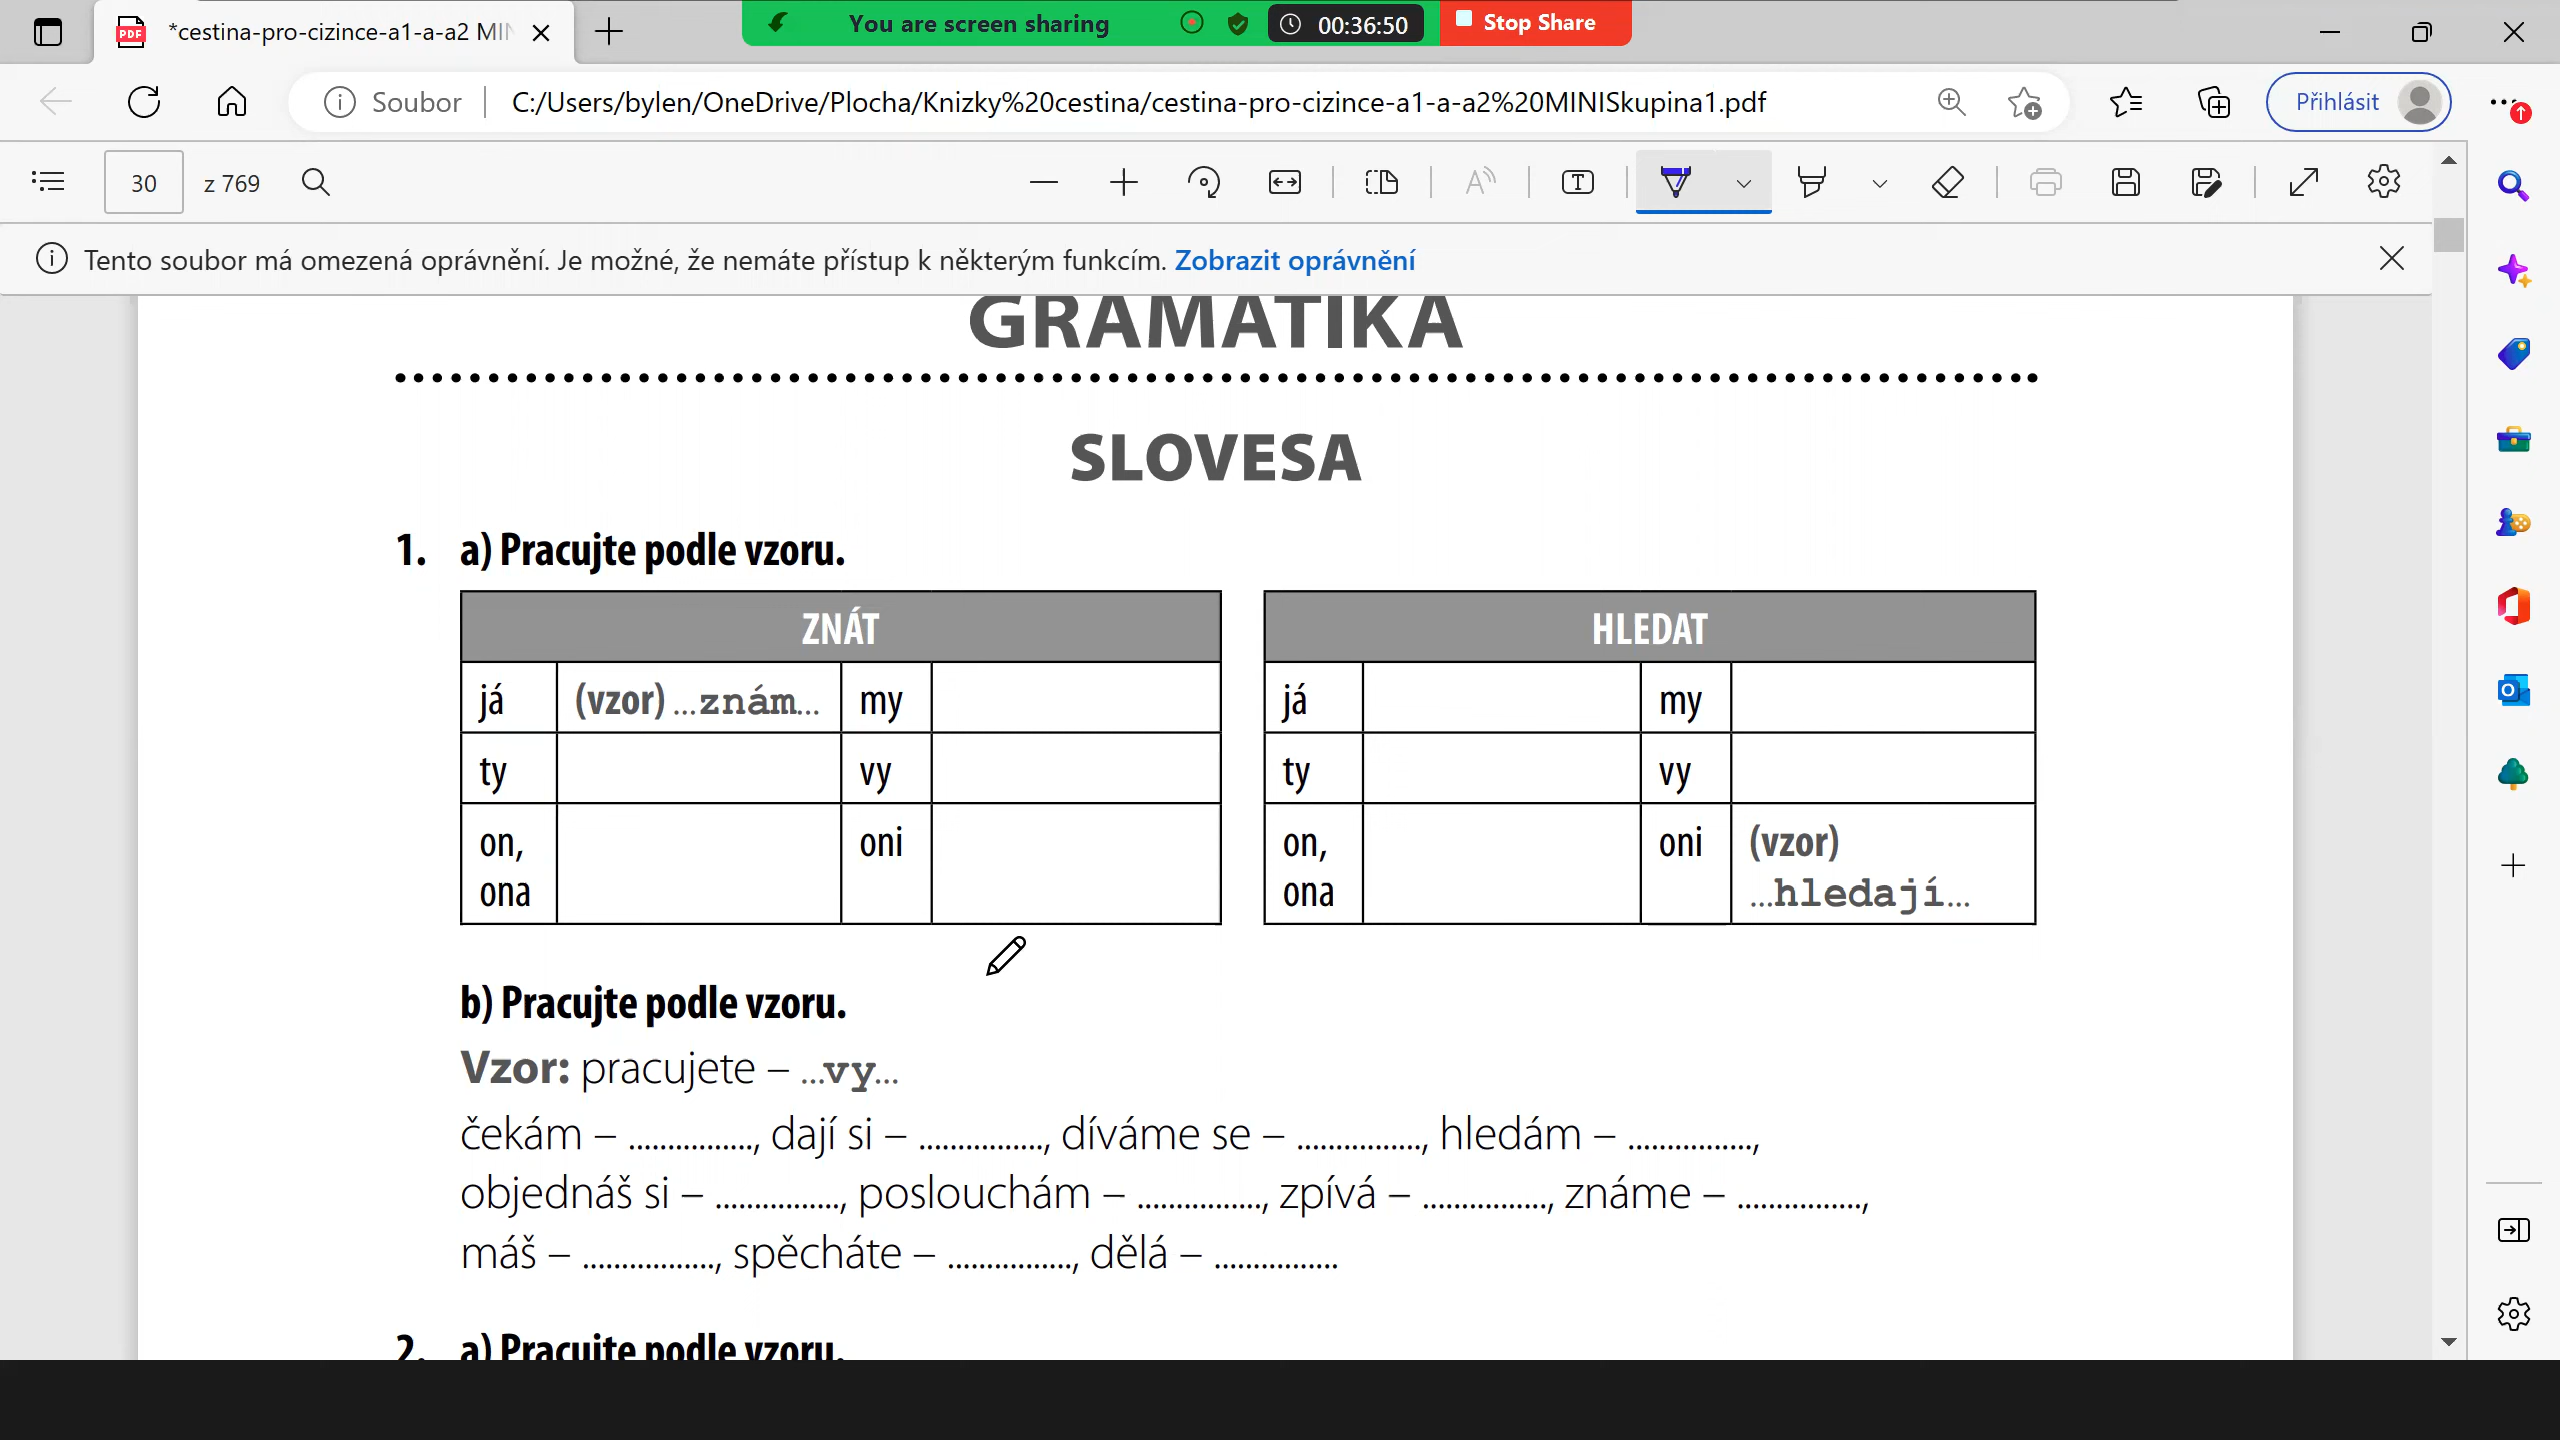 *cestina-pro-cizince-a1-a-a2 MIN
You are screen sharing
00:36:50
Stop Share
Soubor
C:/Users/bylen/OneDrive/Plocha/Knizky%20cestina/cestina-pro-cizince-a1-a-a2%20MINISkupina1.pdf
Přihlásit
30 z 769
Tento soubor má omezená oprávnění. Je možné, že nemáte přístup k některým funkcím. Zobrazit oprávnění
GRAMATIKA
SLOVESA
1. a) Pracujte podle vzoru.
ZNÁT
já (vzor) ...znám... my
ty vy
on, oni
ona
HLEDAT
já my
ty vy
on, oni (vzor)
ona ...hledají...
b) Pracujte podle vzoru.
Vzor: pracujete – ...vy...
čekám – ................, dají si – ................, díváme se – ................, hledám – ................,
objednáš si – ................, poslouchám – ................, zpívá – ................, známe – ................,
máš – ................., spěcháte – ................, dělá – ................
2. a) Pracujte podle vzoru.